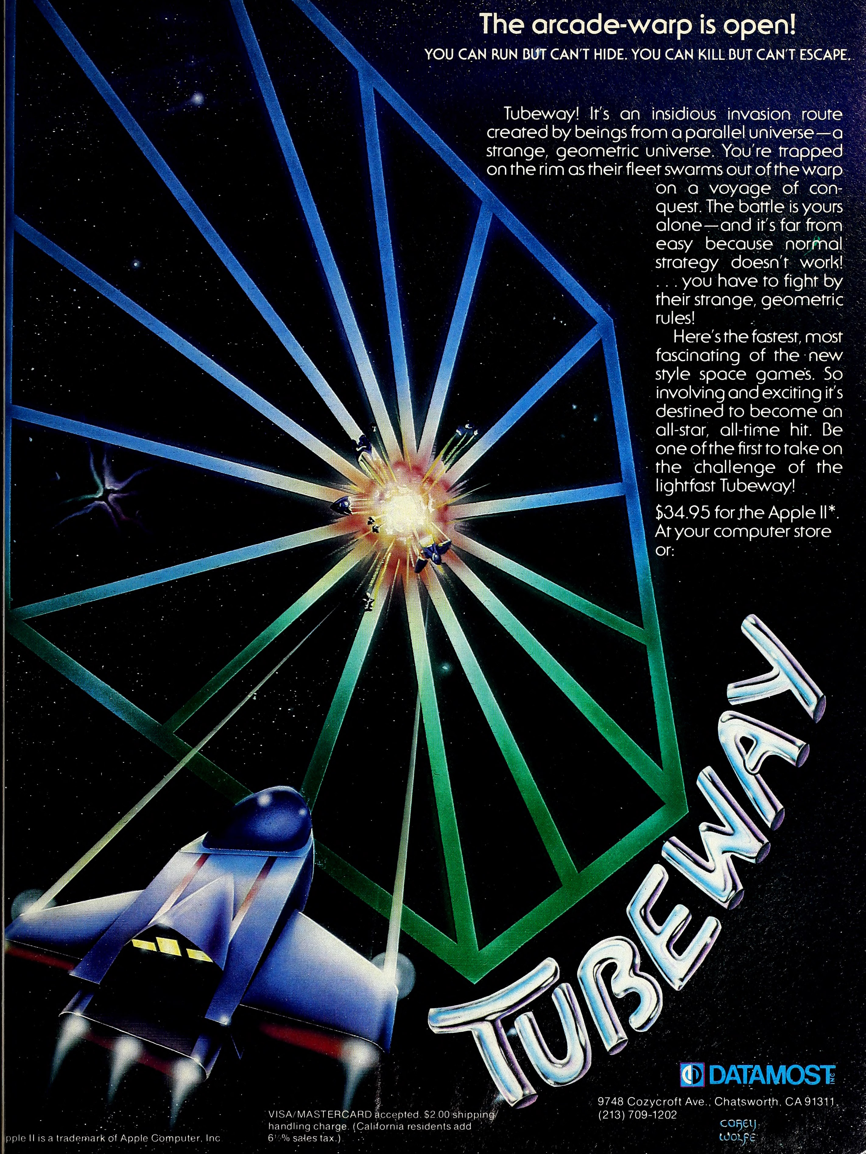 The arcade-warp is open!
YOU CAN RUN BUT CAN'T HIDE. YOU CAN KILL BUT CAN'T ESCAPE.
Tubeway! It's an insidious invasion route
created by beings from a parallel universe—a
strange, geometric universe. You're trapped
on the rim as their fleet swarms out of the warp
on a voyage of con-
quest. The battle is yours
alone—and it's far from
easy because normal
strategy doesn't work!
. . . you have to fight by
their strange, geometric
rules!
Here's the fastest, most
fascinating of the new
style space games. So
involving and exciting it's
destined to become an
all-star, all-time hit. Be
one of the first to take on
the challenge of the
lightfast Tubeway!
$34.95 for the Apple II*.
At your computer store
or:
TUBEWAY
DATAMOST INC.
9748 Cozycroft Ave., Chatsworth, CA 91311.
(213) 709-1202
COREY
WOLFE
VISA/MASTERCARD accepted. $2.00 shipping/
handling charge. (California residents add
6½% sales tax.)
pple II is a trademark of Apple Computer, Inc